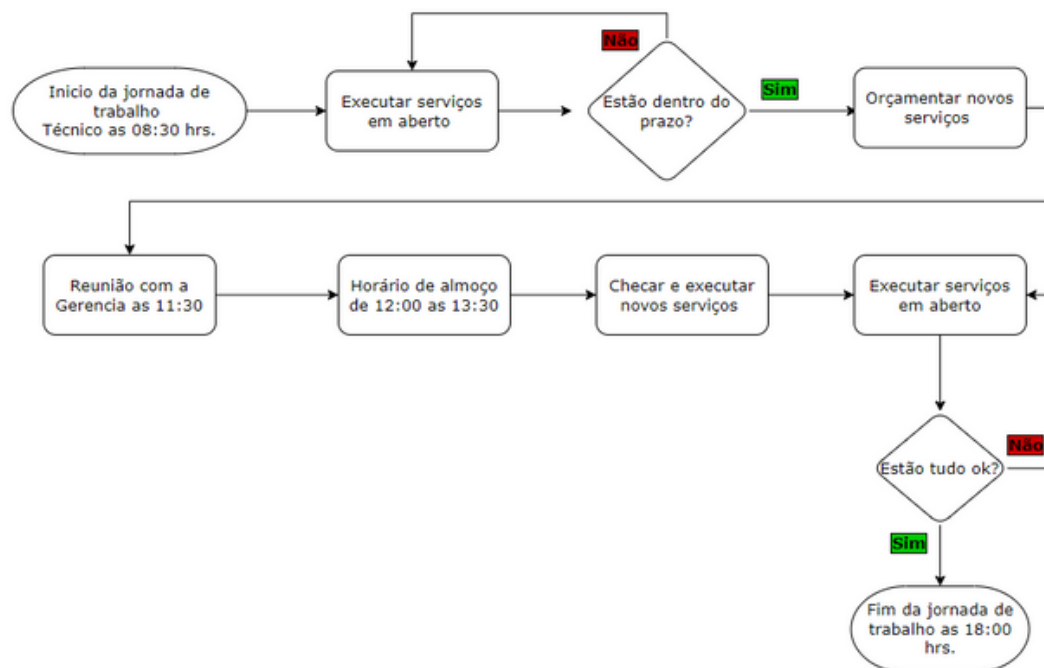 Inicio da jornada de
trabalho
Técnico as 08:30 hrs.
Executar serviços
em aberto
Não
Estão dentro do
prazo?
Sim
Orçamentar novos
serviços
Reunião com a
Gerencia as 11:30
Horário de almoço
de 12:00 as 13:30
Checar e executar
novos serviços
Executar serviços
em aberto
Estão tudo ok?
Não
Sim
Fim da jornada de
trabalho as 18:00
hrs.